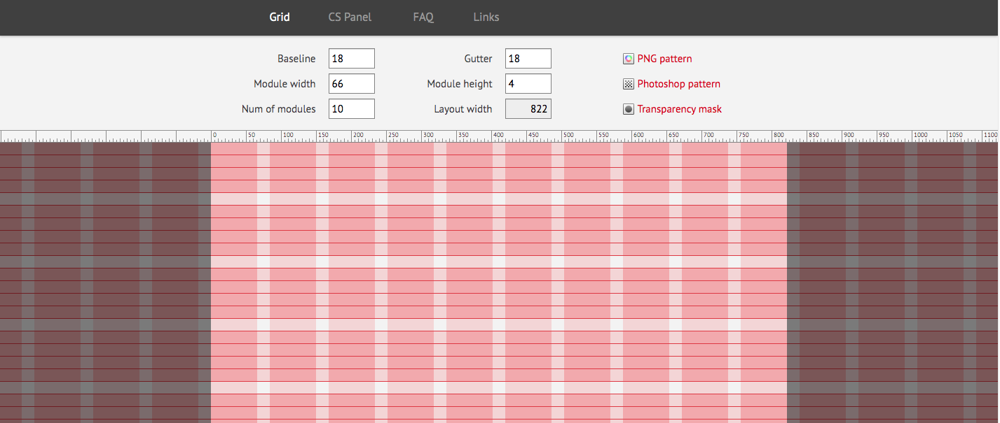 Grid CS Panel FAQ Links
Baseline 18 Gutter 18 PNG pattern
Module width 66 Module height 4 Photoshop pattern
Num of modules 10 Layout width 822 Transparency mask
0 50 100 150 200 250 300 350 400 450 500 550 600 650 700 750 800 850 900 950 1000 1050 1100